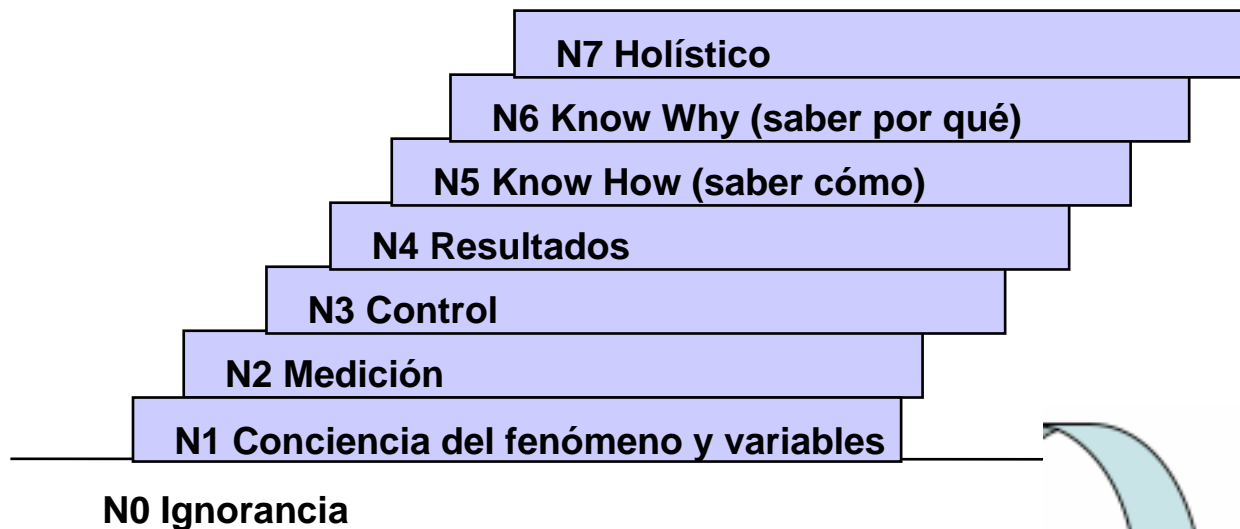 N7 Holístico
N6 Know Why (saber por qué)
N5 Know How (saber cómo)
N4 Resultados
N3 Control
N2 Medición
N1 Conciencia del fenómeno y variables
N0 Ignorancia